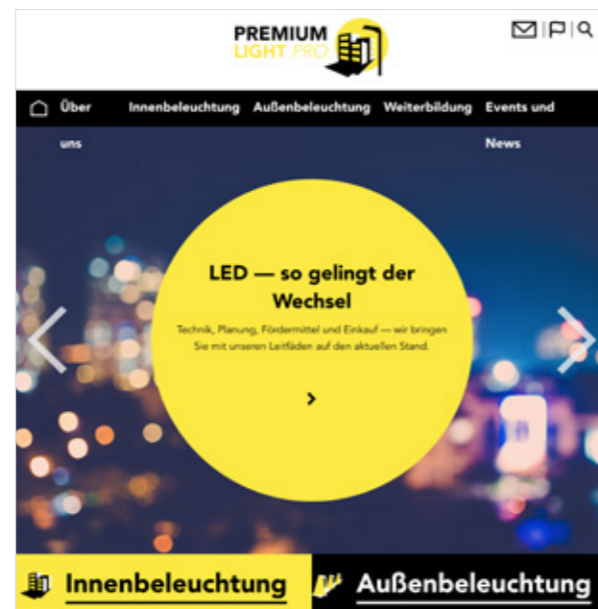 PREMIUM
LIGHT PRO
Über uns Innenbeleuchtung Außenbeleuchtung Weiterbildung Events und News
LED — so gelingt der
Wechsel
Technik, Planung, Fördermittel und Einkauf — wir bringen
Sie mit unseren Leitfäden auf den aktuellen Stand.
Innenbeleuchtung Außenbeleuchtung